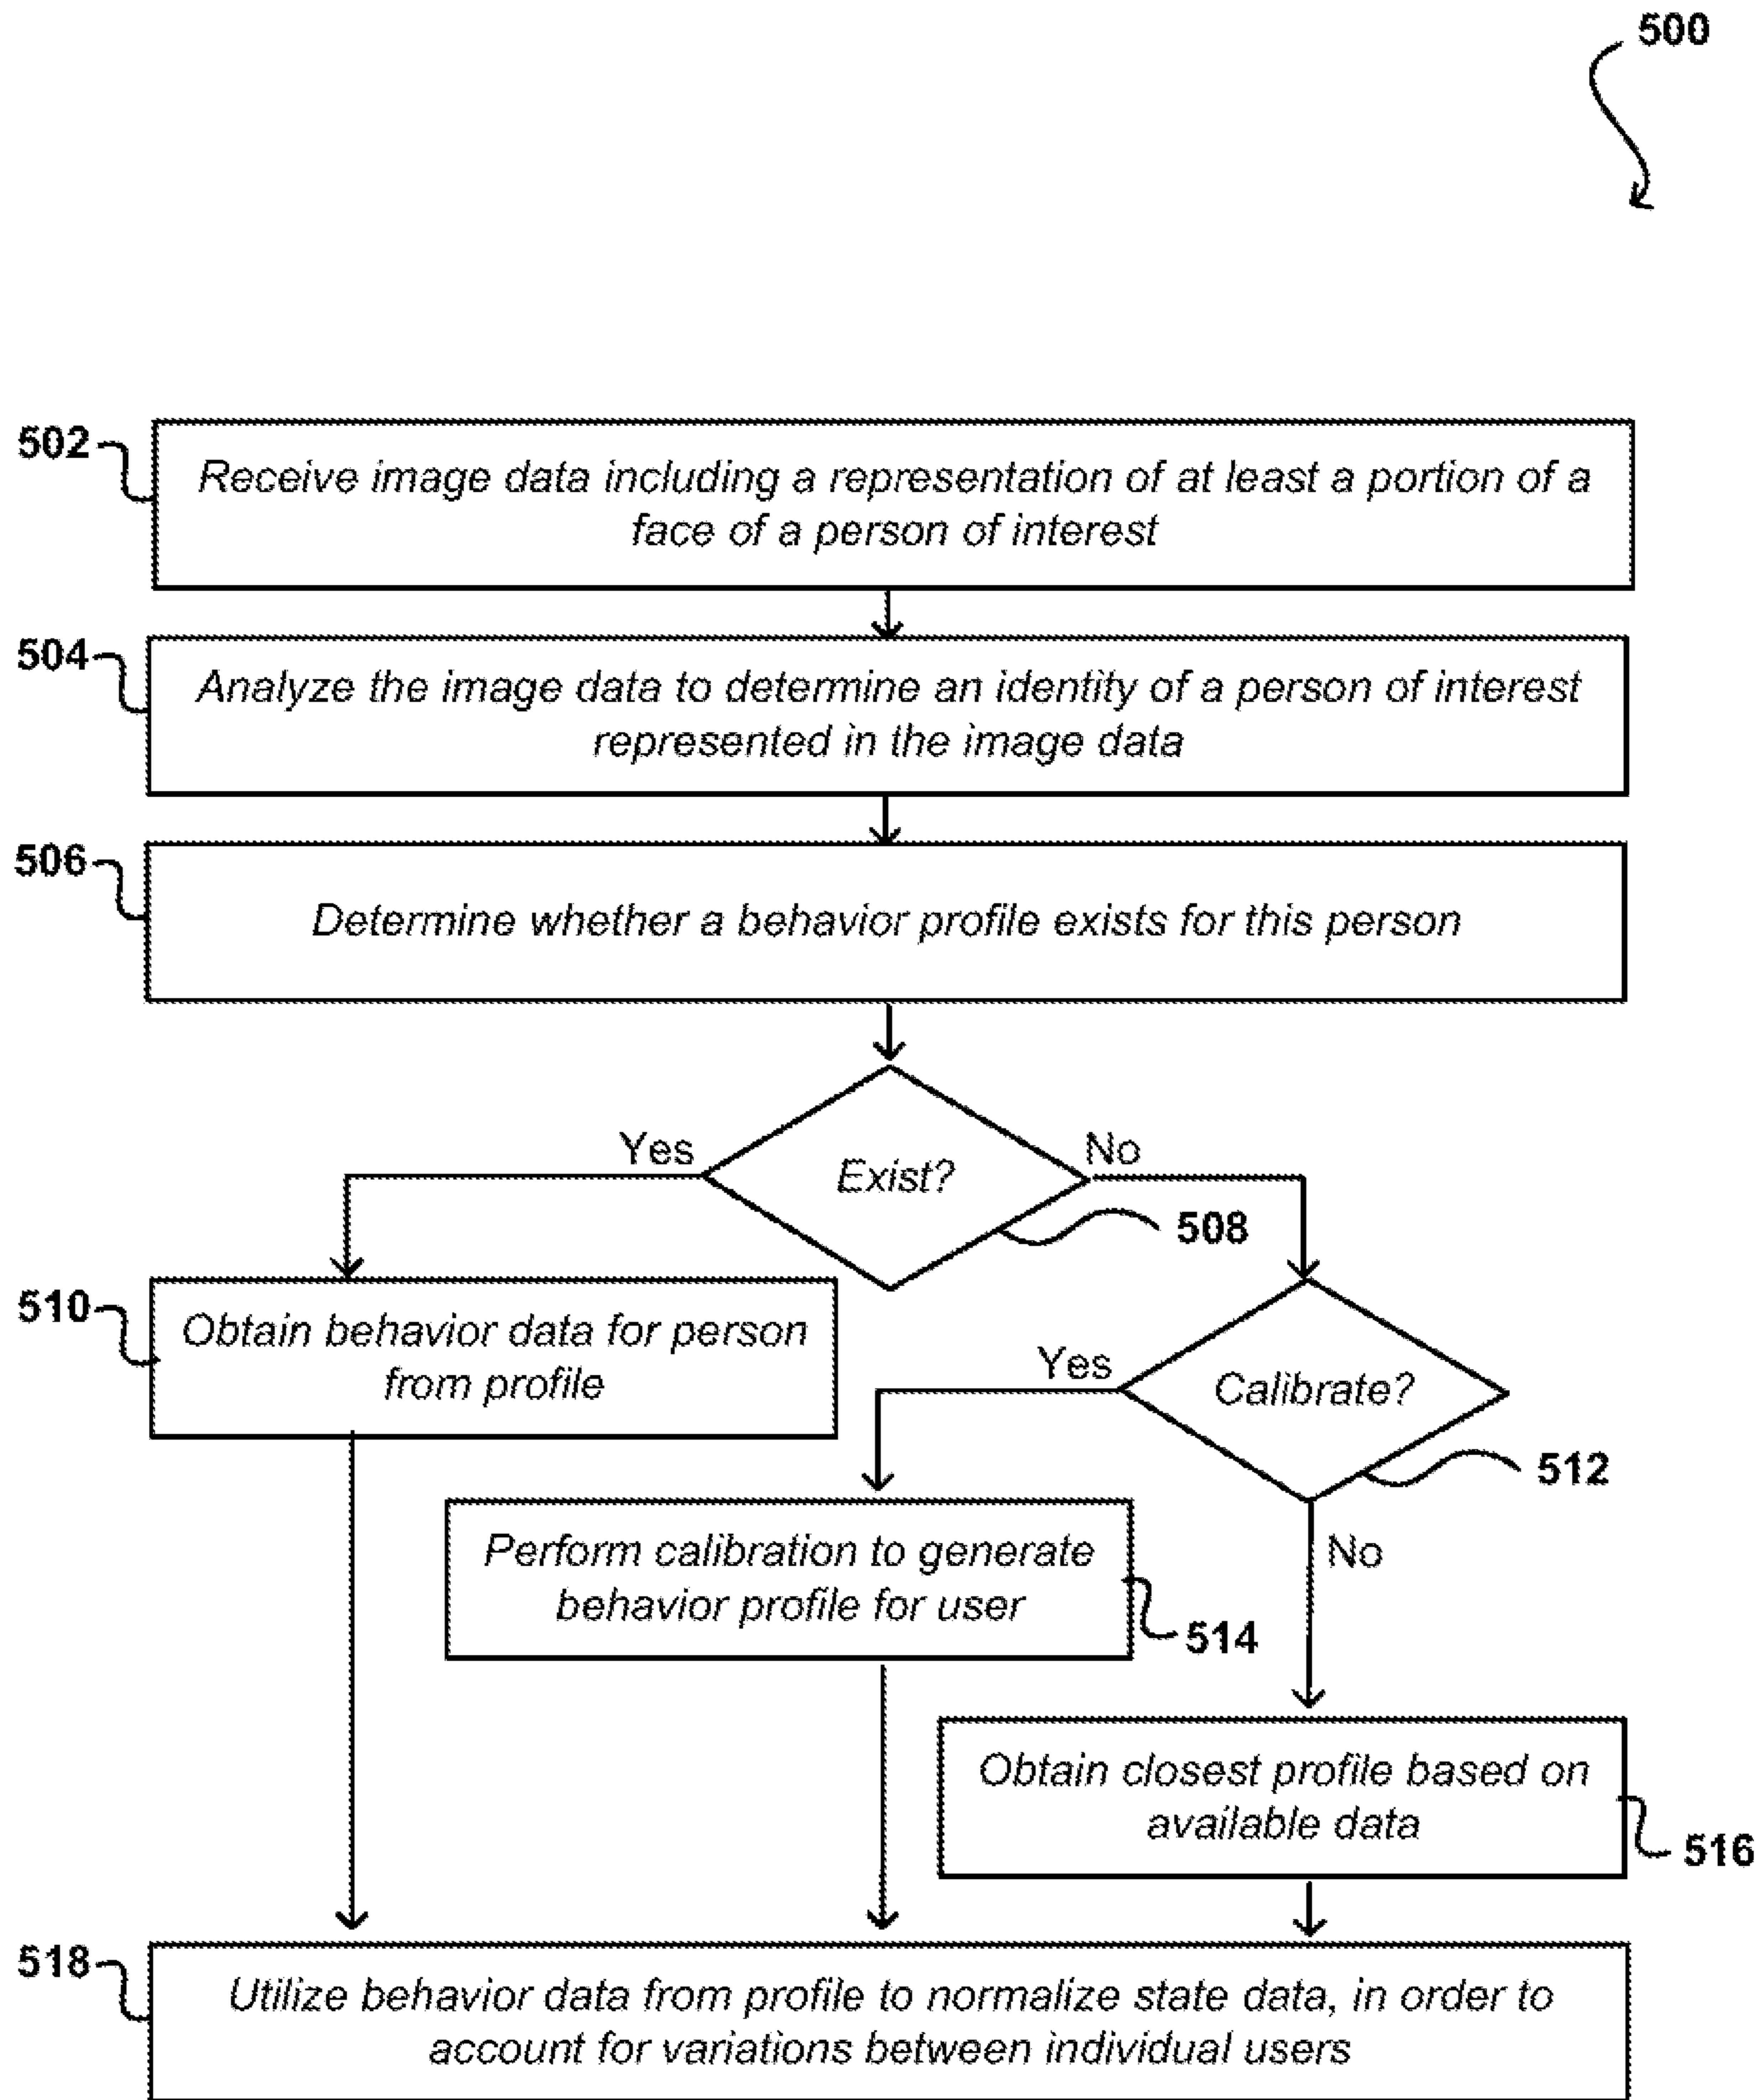 500
502
Receive image data including a representation of at least a portion of a
face of a person of interest
504
Analyze the image data to determine an identity of a person of interest
represented in the image data
506
Determine whether a behavior profile exists for this person
Yes
Exist?
No
508
510
Obtain behavior data for person
from profile
Yes
Calibrate?
512
No
Perform calibration to generate
behavior profile for user
514
Obtain closest profile based on
available data
516
518
Utilize behavior data from profile to normalize state data, in order to
account for variations between individual users